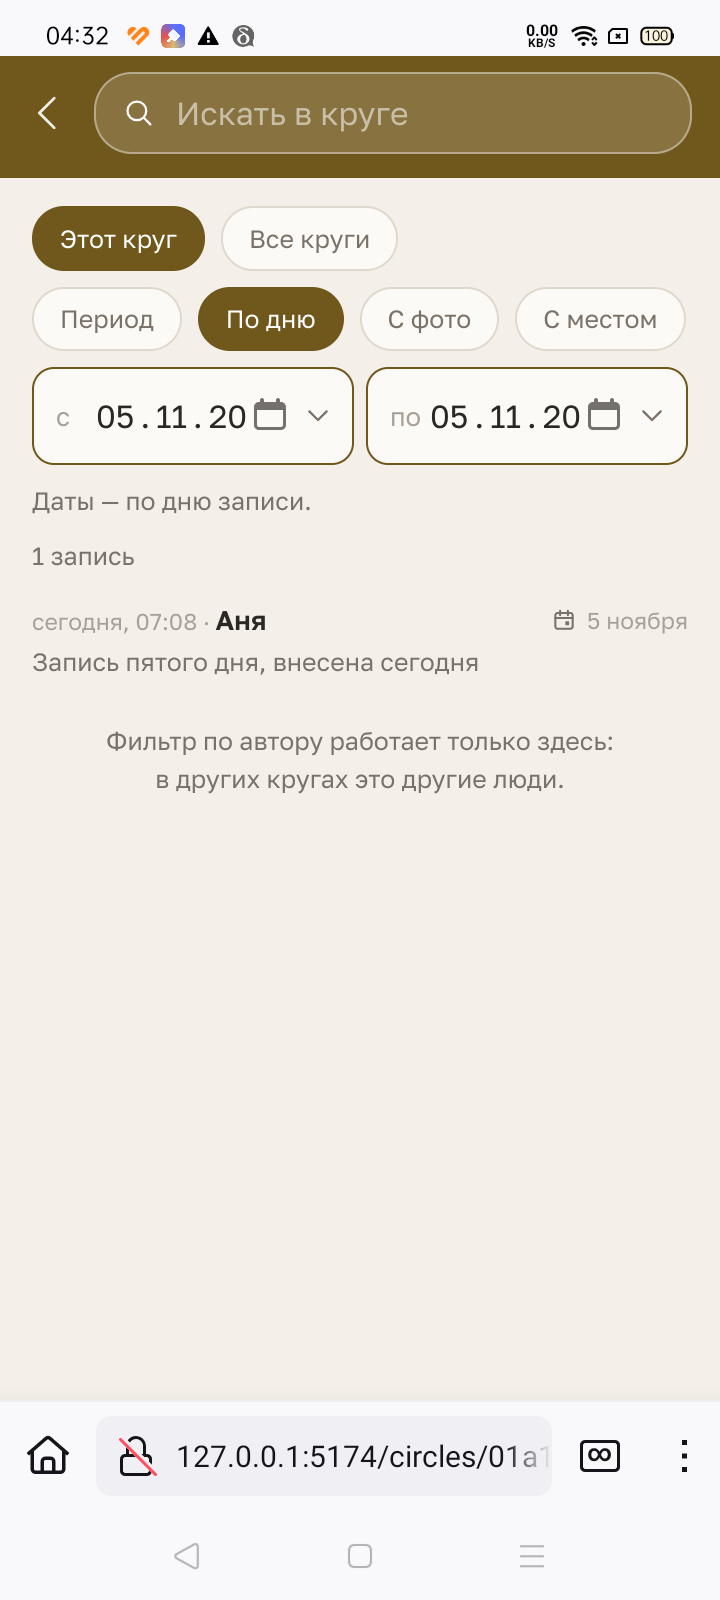 04:32
0.00
KB/S
100
Искать в круге
Этот круг
Все круги
Период
По дню
С фото
С местом
с 05.11.20
по 05.11.20
Даты — по дню записи.
1 запись
сегодня, 07:08 · Аня
5 ноября
Запись пятого дня, внесена сегодня
Фильтр по автору работает только здесь:
в других кругах это другие люди.
127.0.0.1:5174/circles/01a1